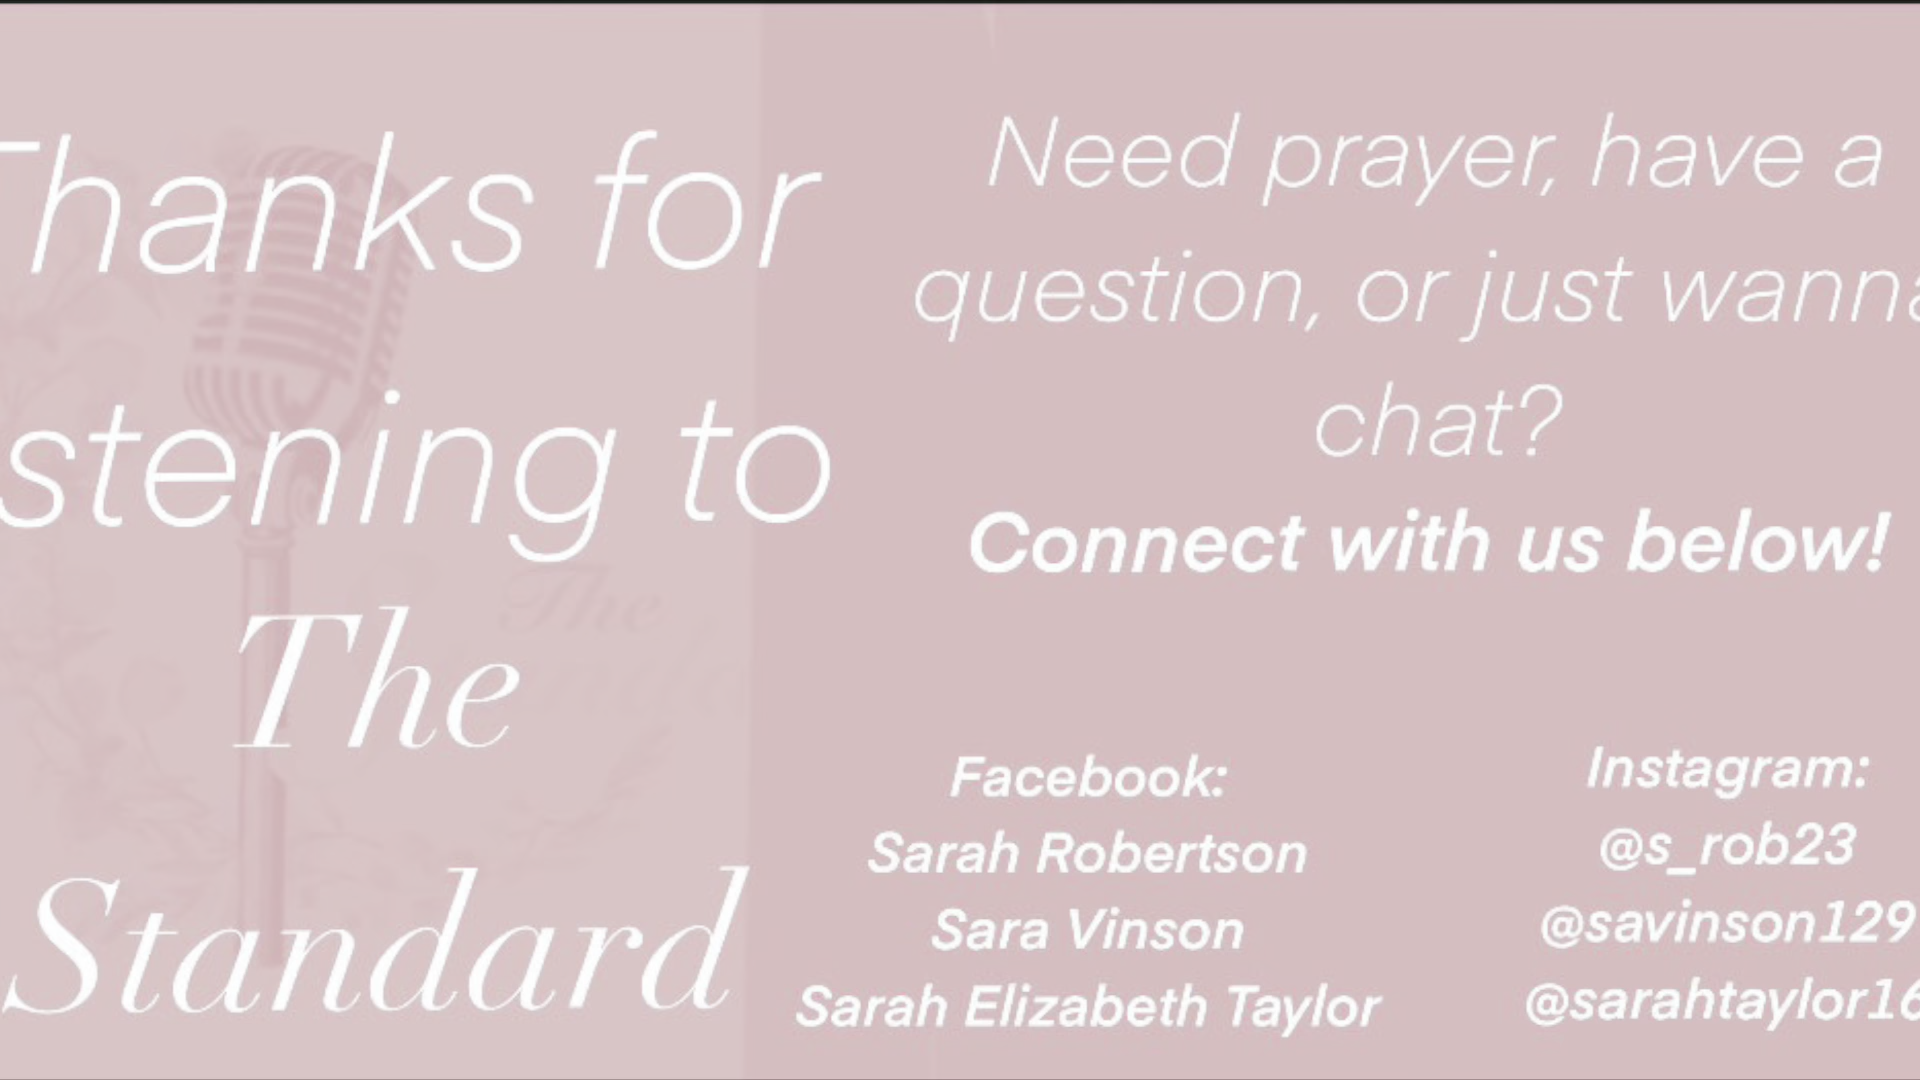 Thanks for
stening to
The
Standard
Need prayer, have a
question, or just wanna
chat?
Connect with us below!
Facebook:
Sarah Robertson
Sara Vinson
Sarah Elizabeth Taylor
Instagram:
@s_rob23
@savinson129
@sarahtaylor16
The